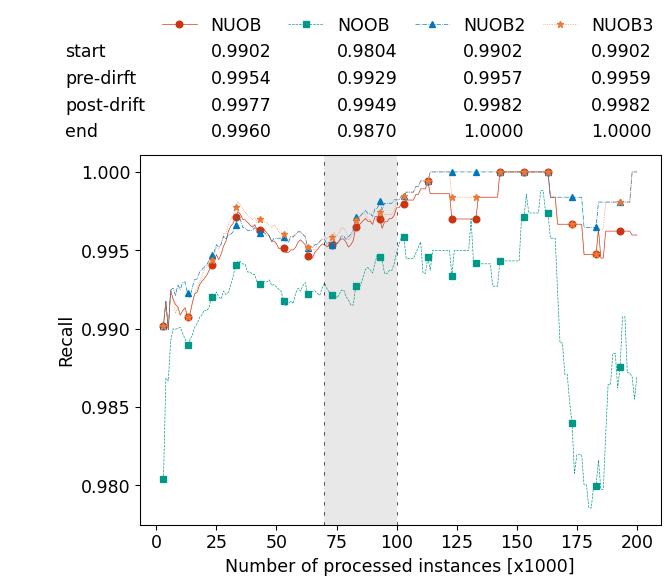 NUOB NOOB NUOB2 NUOB3
start 0.9902 0.9804 0.9902 0.9902
pre-dirft 0.9954 0.9929 0.9957 0.9959
post-drift 0.9977 0.9949 0.9982 0.9982
end 0.9960 0.9870 1.0000 1.0000
1.000
0.995
0.990
0.985
0.980
Recall
0 25 50 75 100 125 150 175 200
Number of processed instances [x1000]